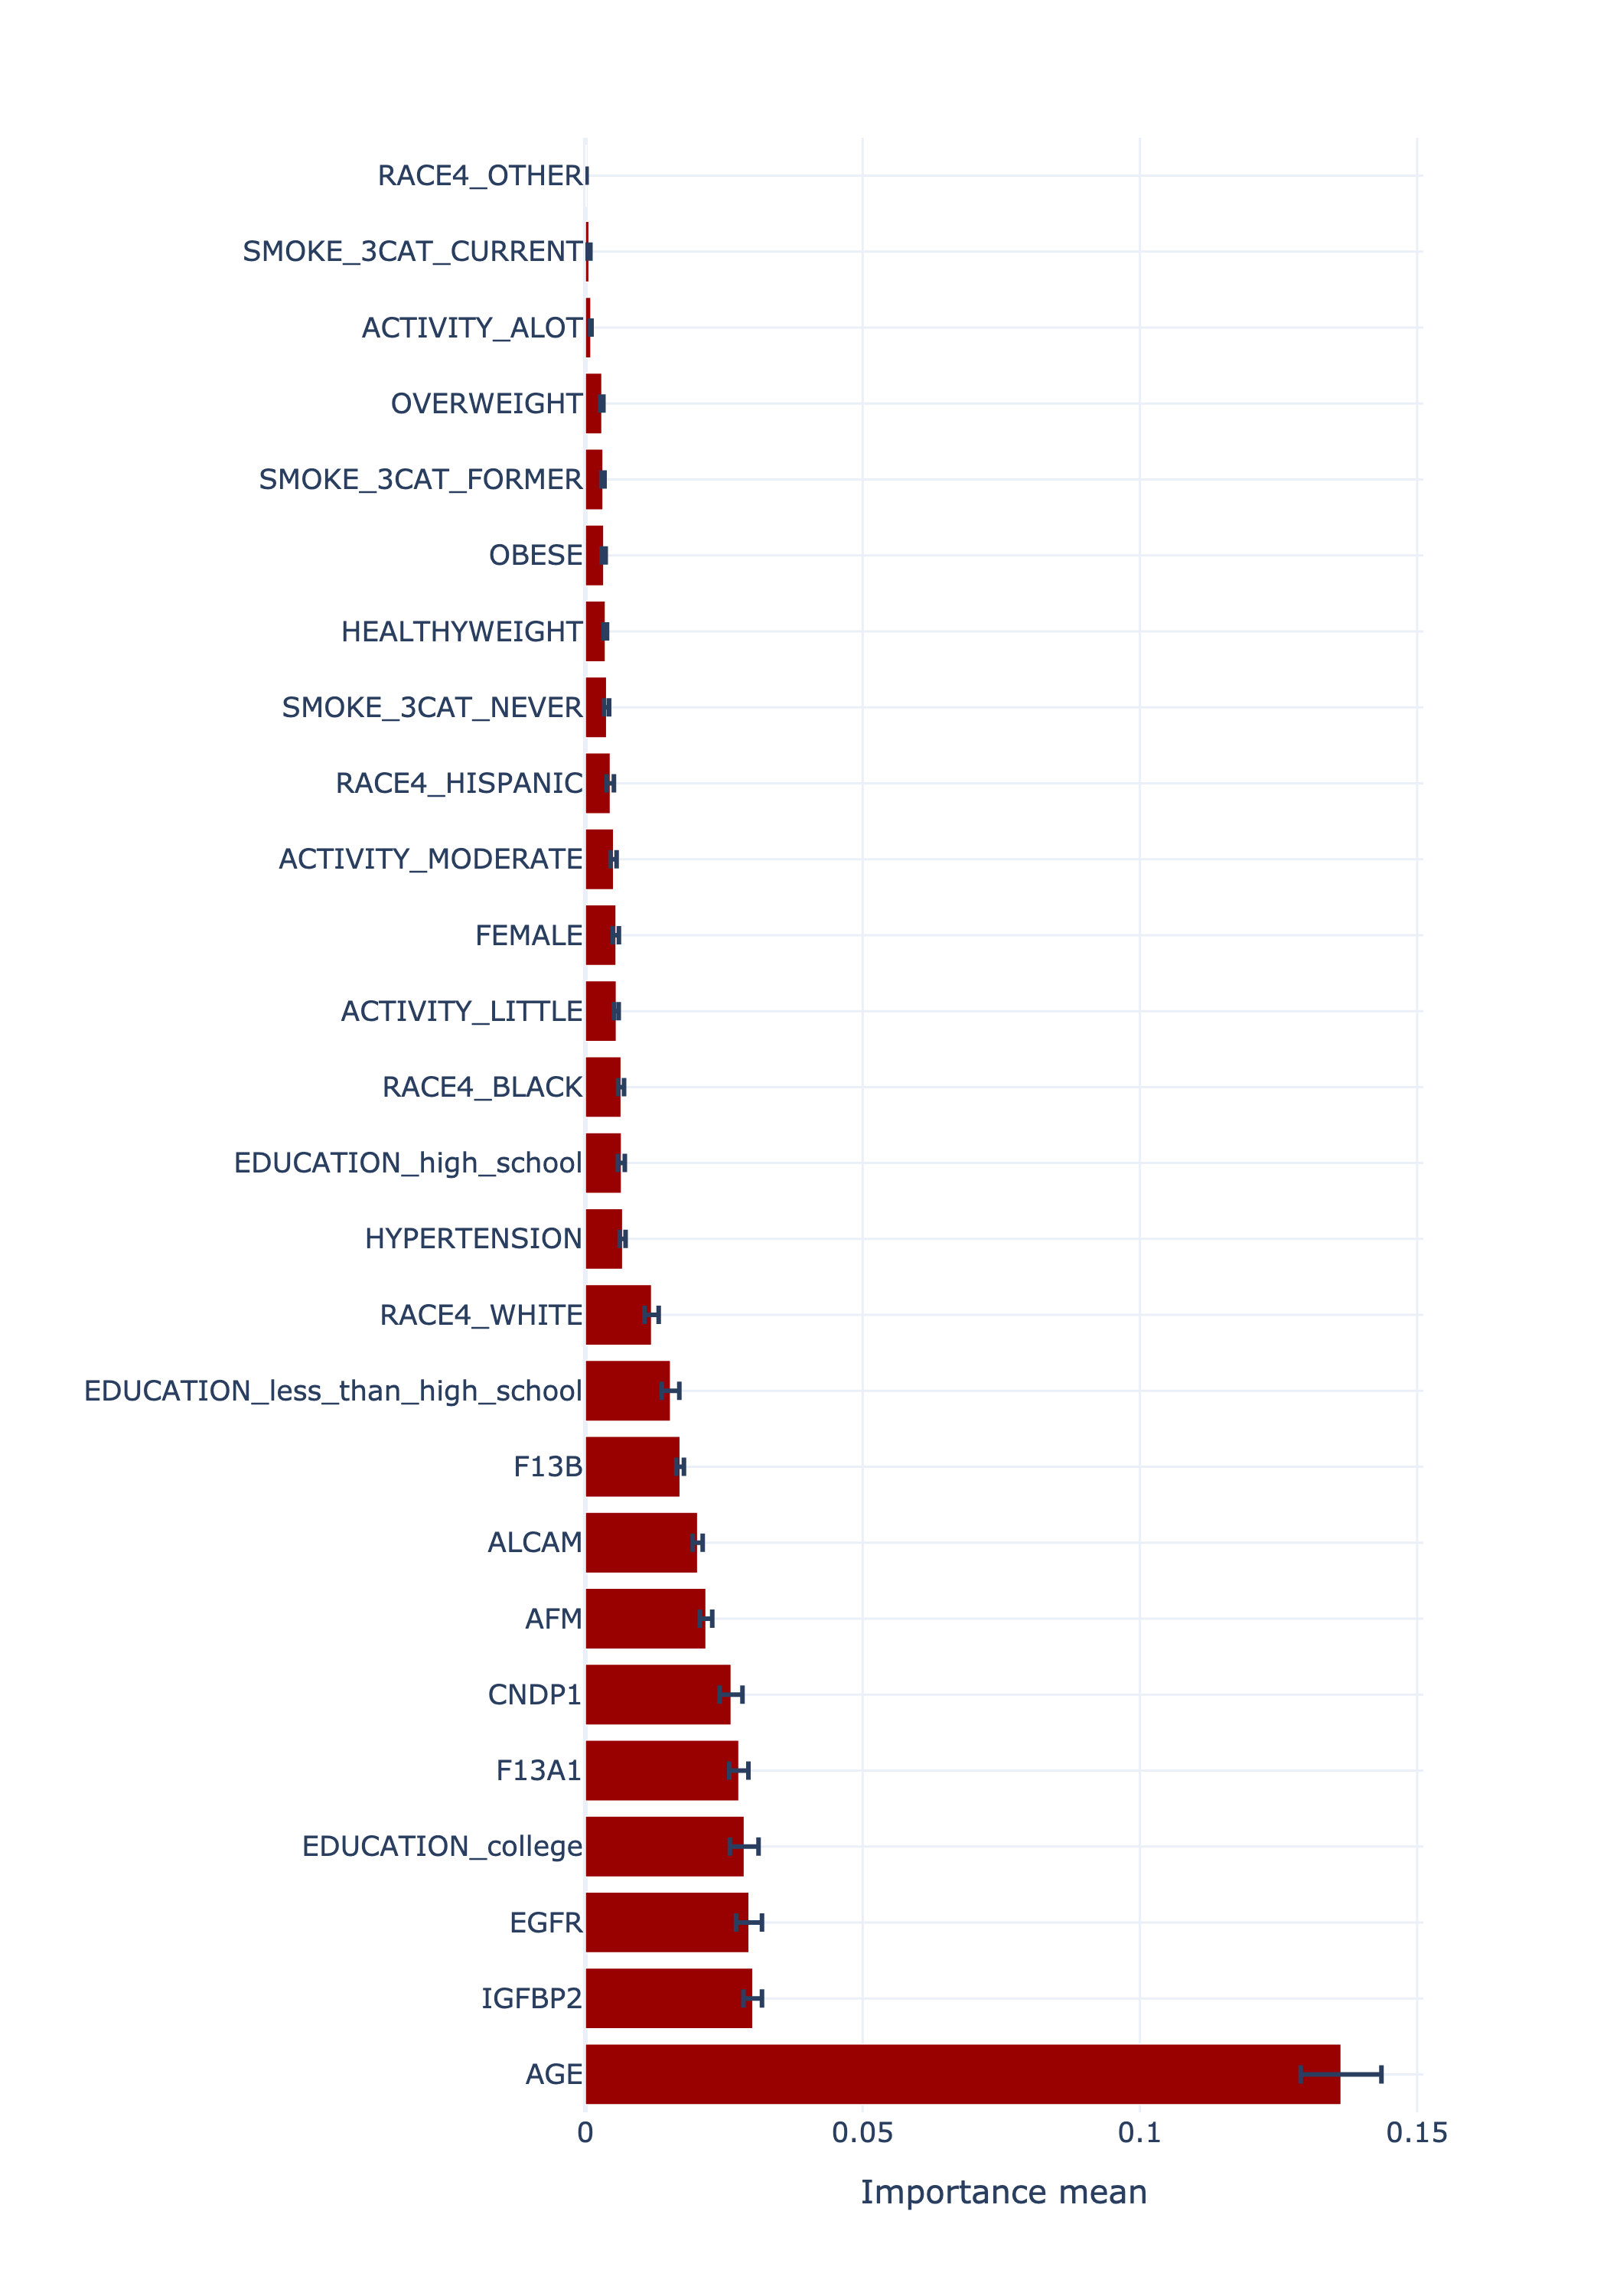 RACE4_OTHER
SMOKE_3CAT_CURRENT
ACTIVITY_ALOT
OVERWEIGHT
SMOKE_3CAT_FORMER
OBESE
HEALTHYWEIGHT
SMOKE_3CAT_NEVER
RACE4_HISPANIC
ACTIVITY_MODERATE
FEMALE
ACTIVITY_LITTLE
RACE4_BLACK
EDUCATION_high_school
HYPERTENSION
RACE4_WHITE
EDUCATION_less_than_high_school
F13B
ALCAM
AFM
CNDP1
F13A1
EDUCATION_college
EGFR
IGFBP2
AGE
0 0.05 0.1 0.15
Importance mean